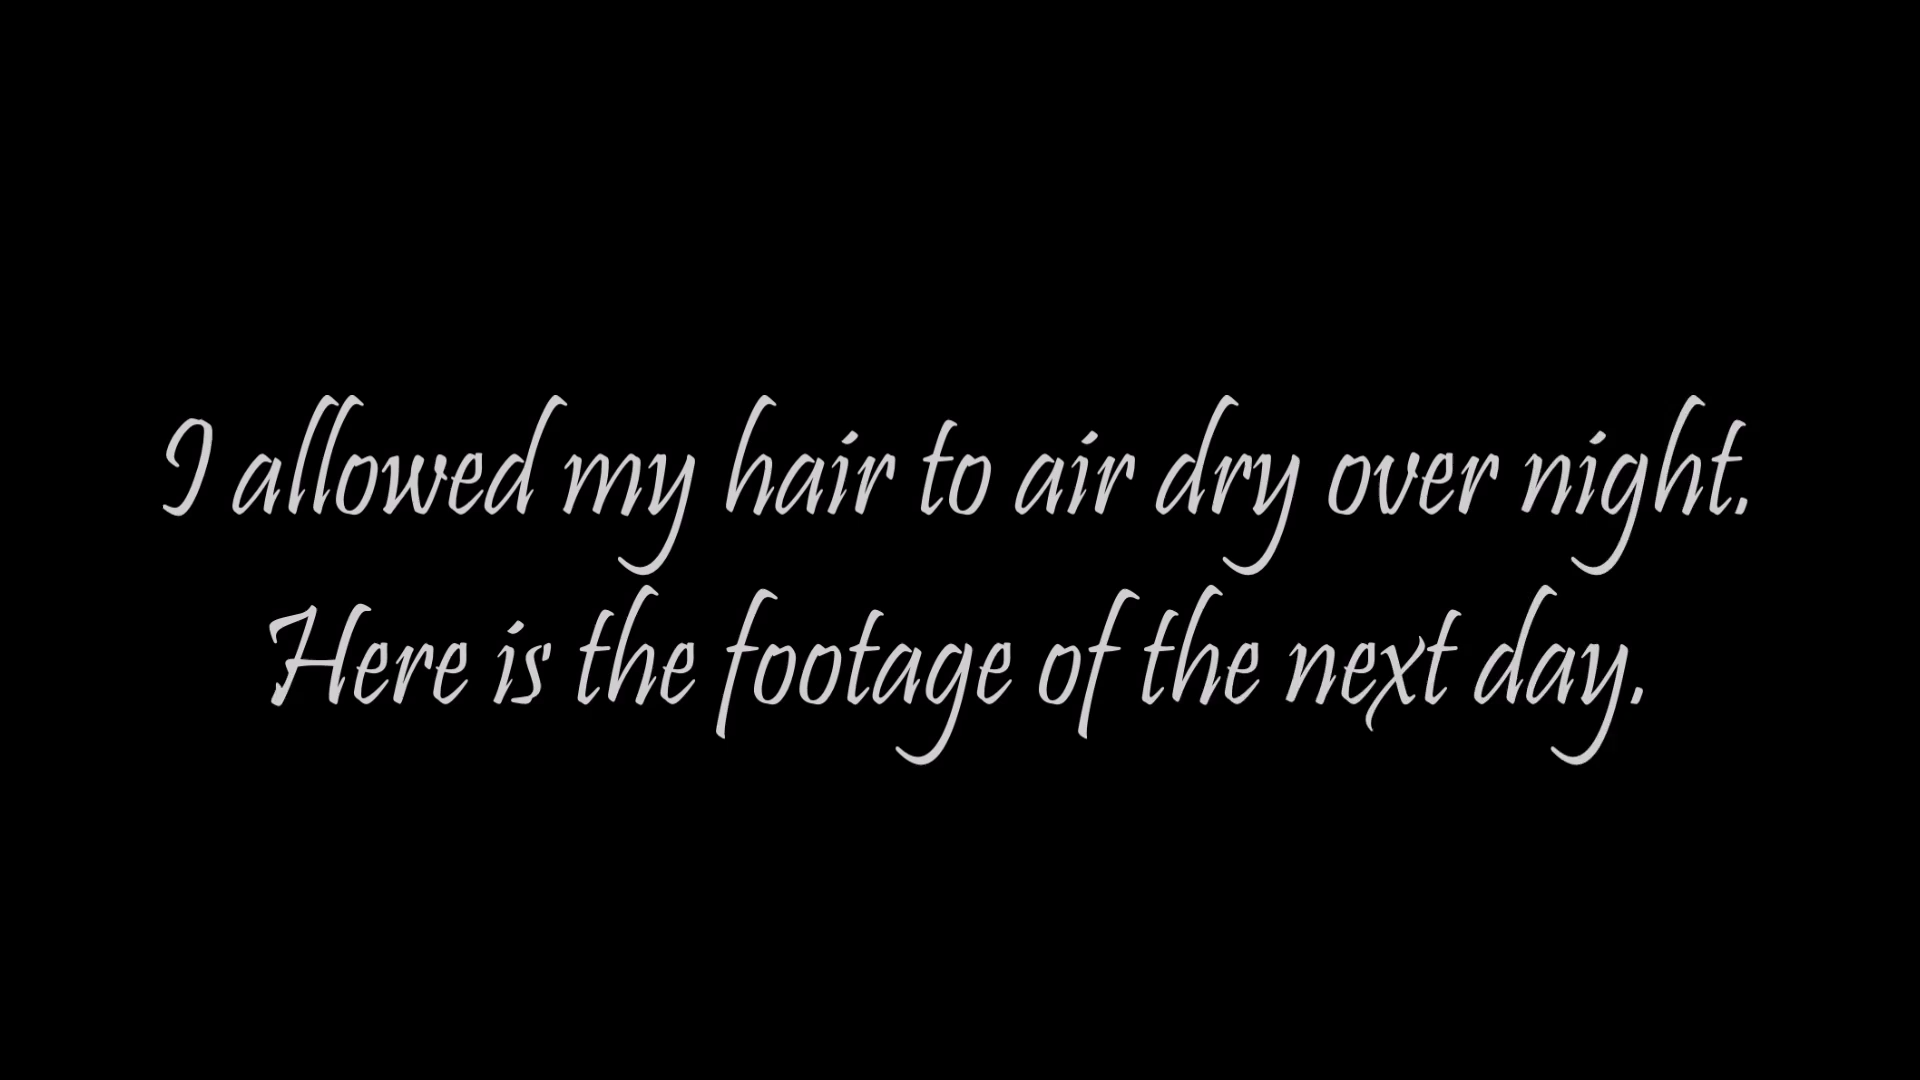 I allowed my hair to air dry over night.
Here is the footage of the next day.